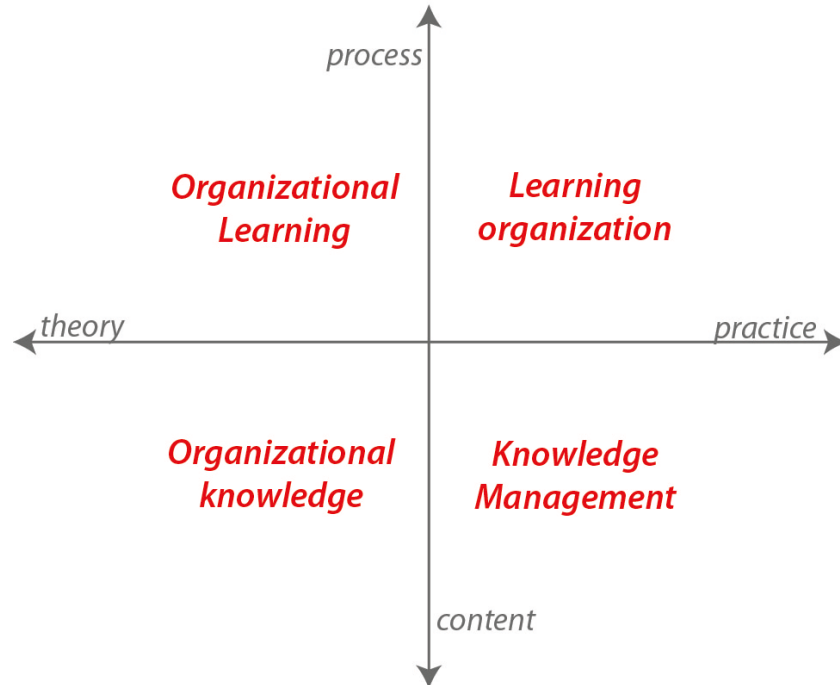 process
Organizational
Learning
Learning
organization
theory
practice
Organizational
knowledge
Knowledge
Management
content